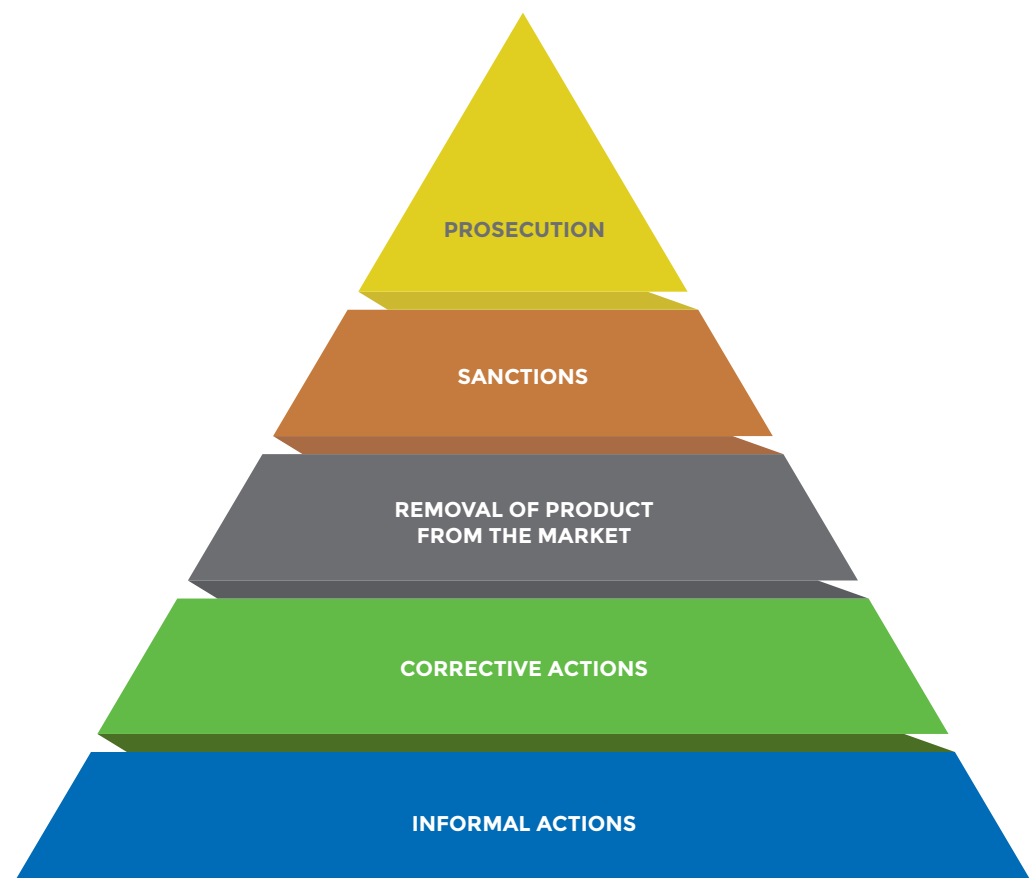 PROSECUTION
SANCTIONS
REMOVAL OF PRODUCT
FROM THE MARKET
CORRECTIVE ACTIONS
INFORMAL ACTIONS